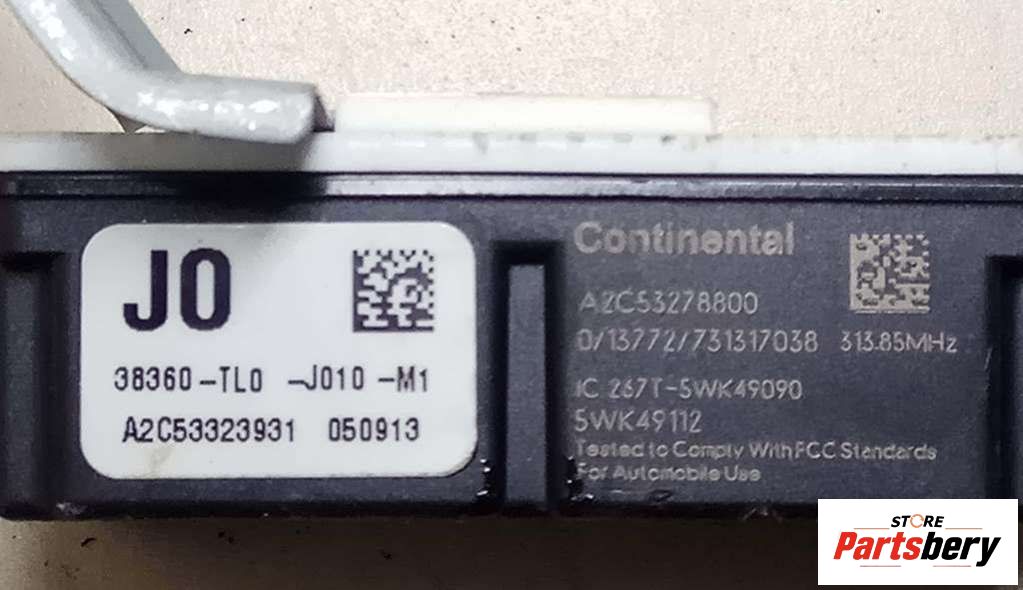 J0
38360-TL0 -J010 -M1
A2C53323931 050913
Continental
A2C53278800
0/13772/731317038 313.85MHz
IC 267T-5WK49090
5WK49112
Tested to Comply With FCC Standards
For Automobile Use
STORE
Partsbery